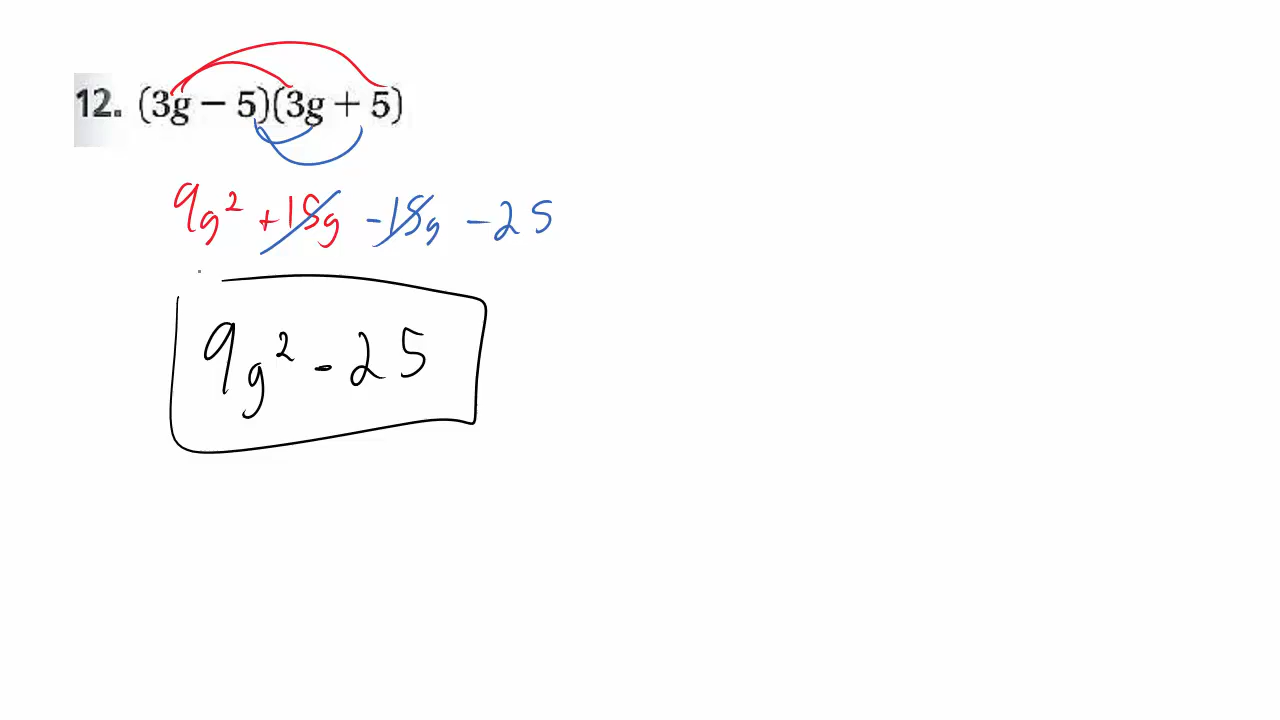 12. (3g − 5)(3g + 5)
9g² +15g -15g -25
9g² - 25